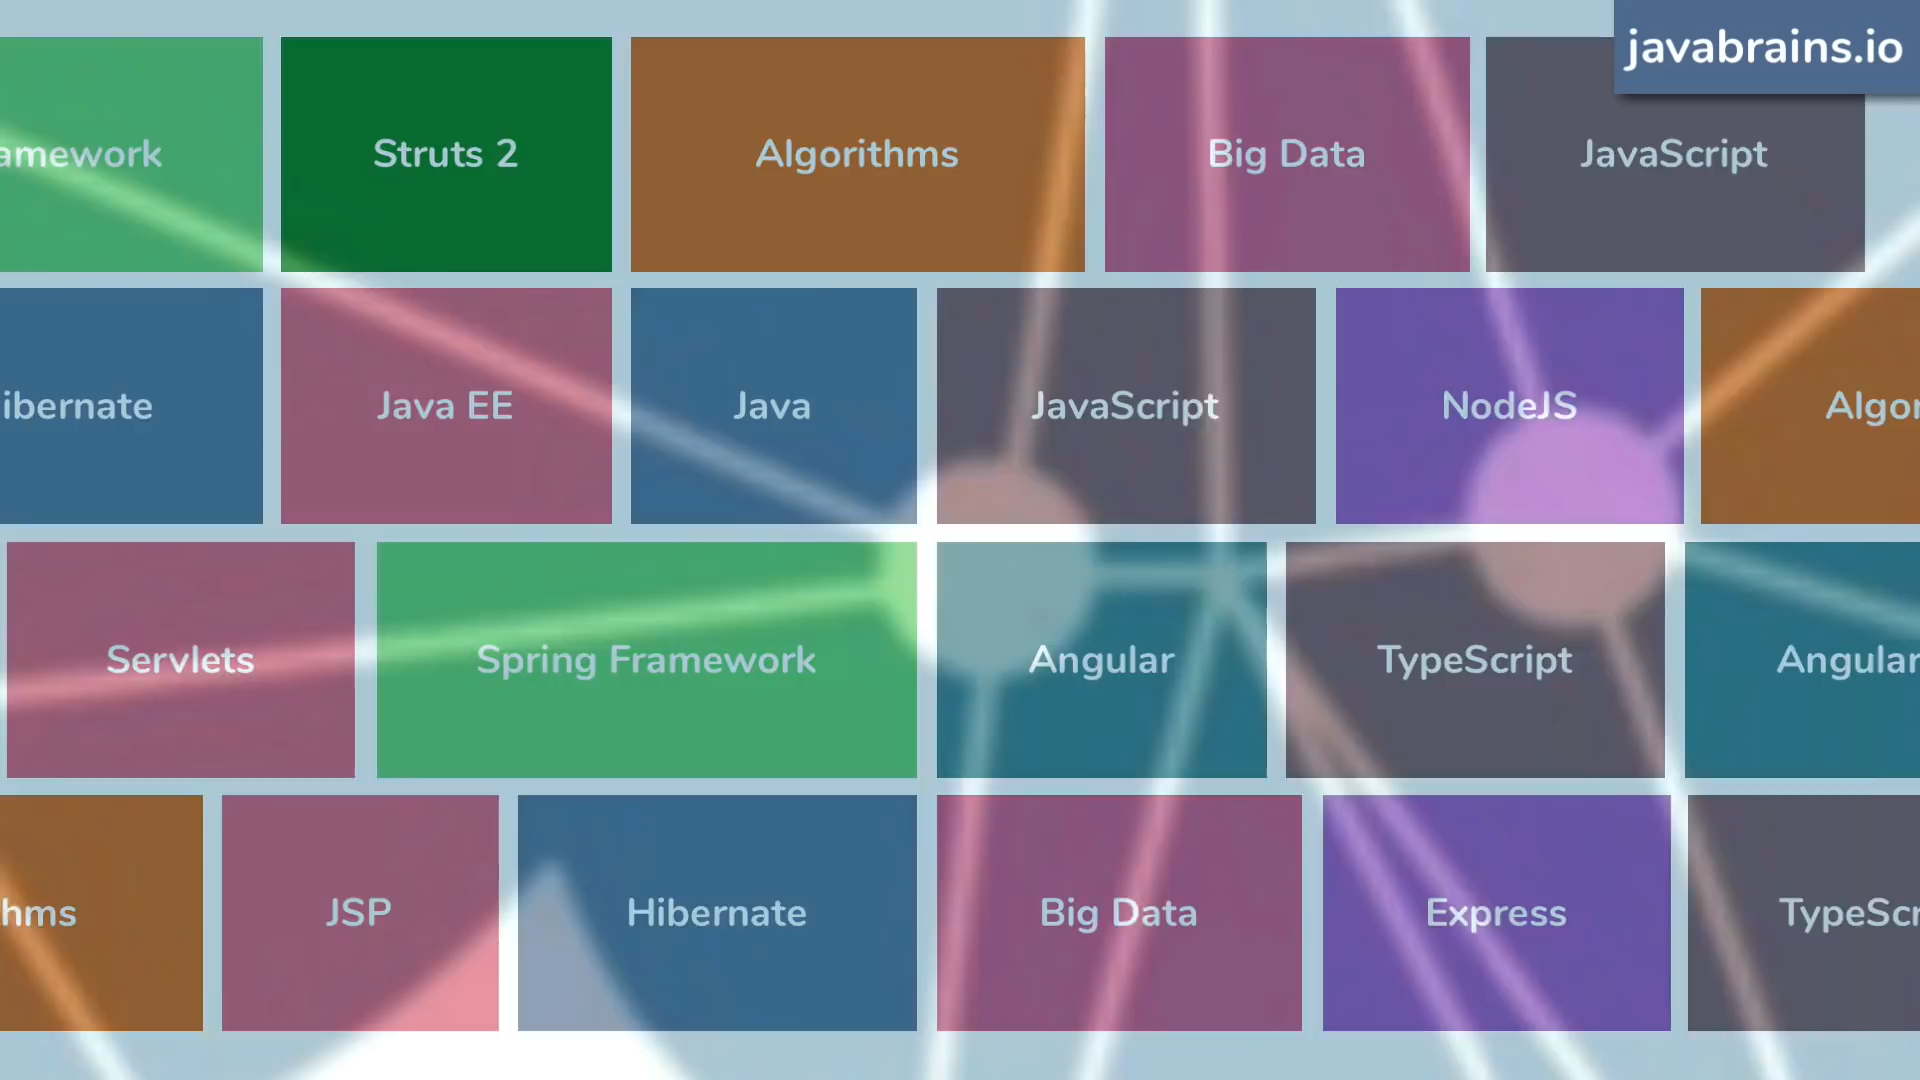 javabrains.io
amework
Struts 2
Algorithms
Big Data
JavaScript
ibernate
Java EE
Java
JavaScript
NodeJS
Algor
Servlets
Spring Framework
Angular
TypeScript
Angular
hms
JSP
Hibernate
Big Data
Express
TypeScr